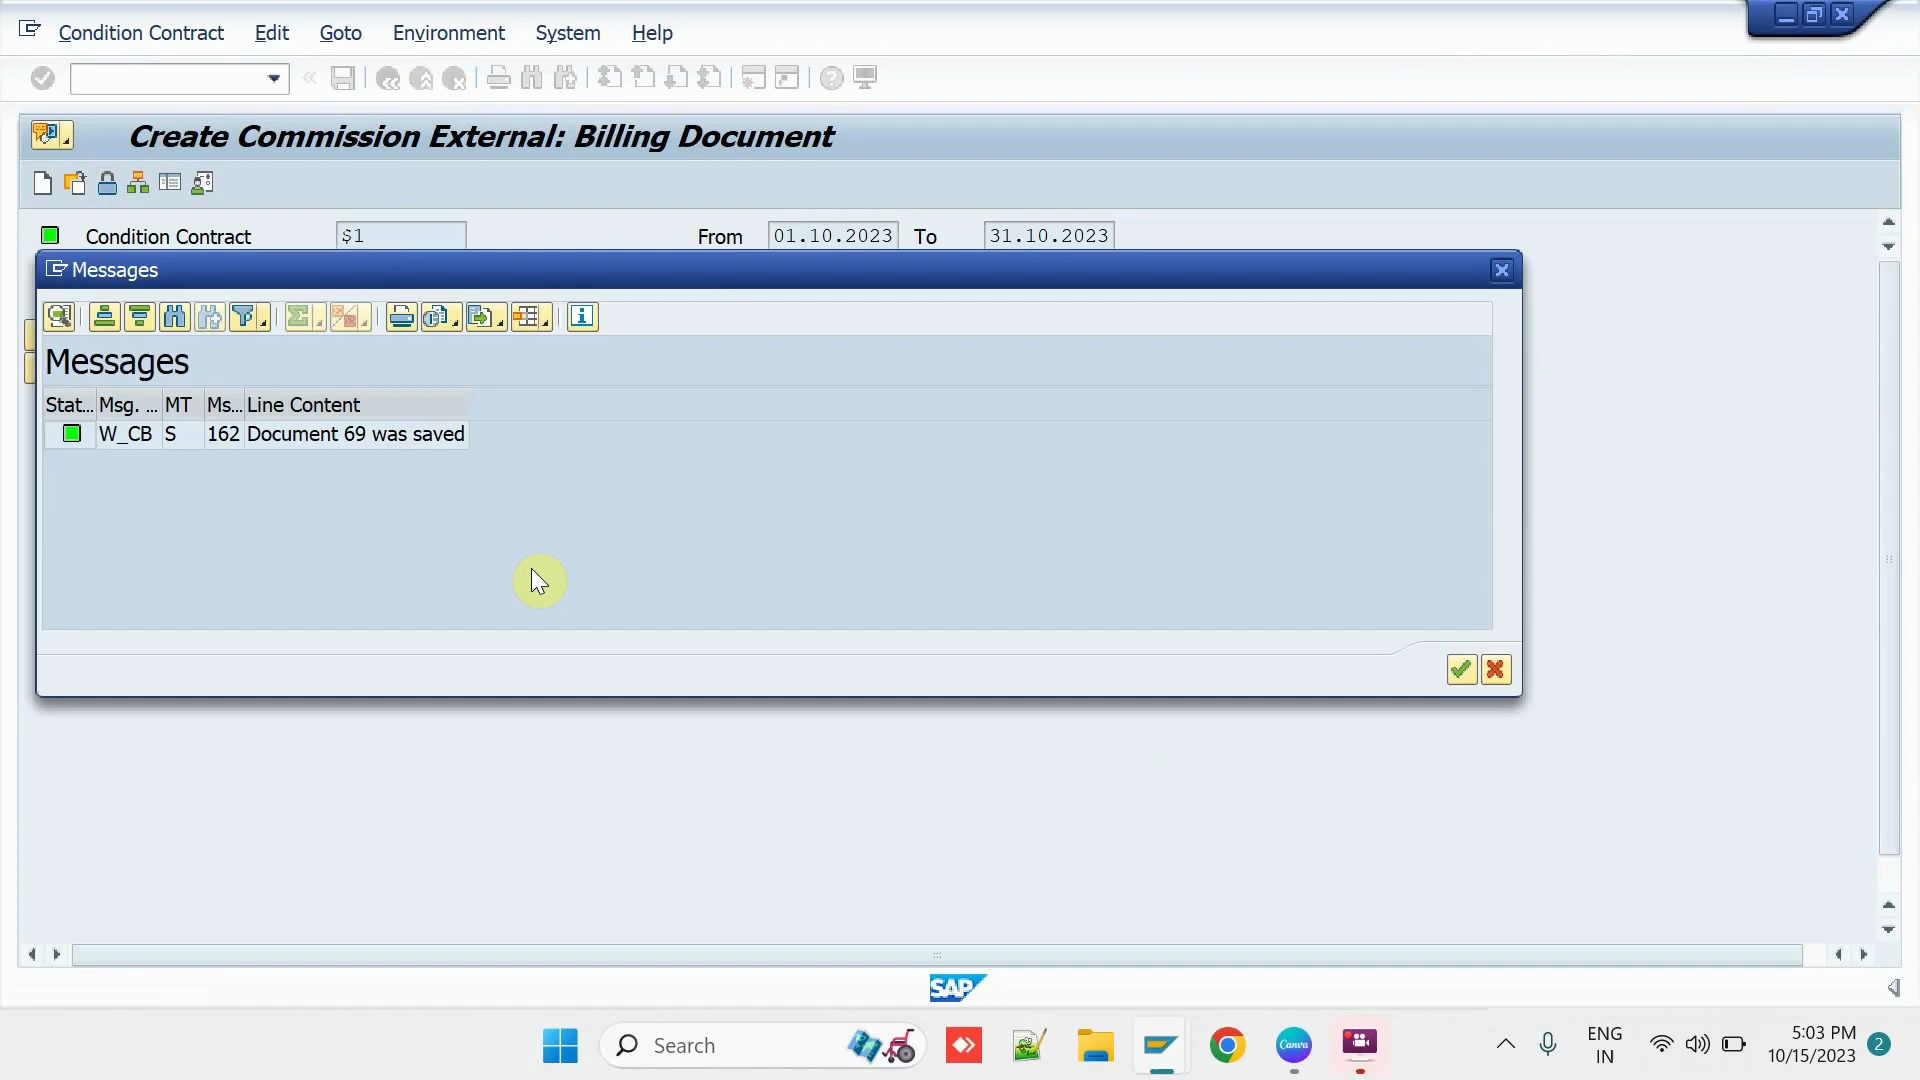 Condition Contract Edit Goto Environment System Help
Create Commission External: Billing Document
Condition Contract $1 From 01.10.2023 To 31.10.2023
Messages
Messages
Stat... Msg. ... MT Ms... Line Content
W_CB S 162 Document 69 was saved
SAP
Search
Canva
ENG
IN
5:03 PM
10/15/2023
2